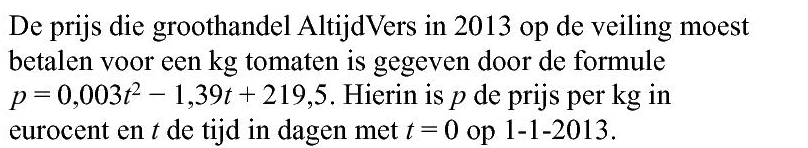 De prijs die groothandel AltijdVers in 2013 op de veiling moest
betalen voor een kg tomaten is gegeven door de formule
p = 0,003t² − 1,39t + 219,5. Hierin is p de prijs per kg in
eurocent en t de tijd in dagen met t = 0 op 1-1-2013.